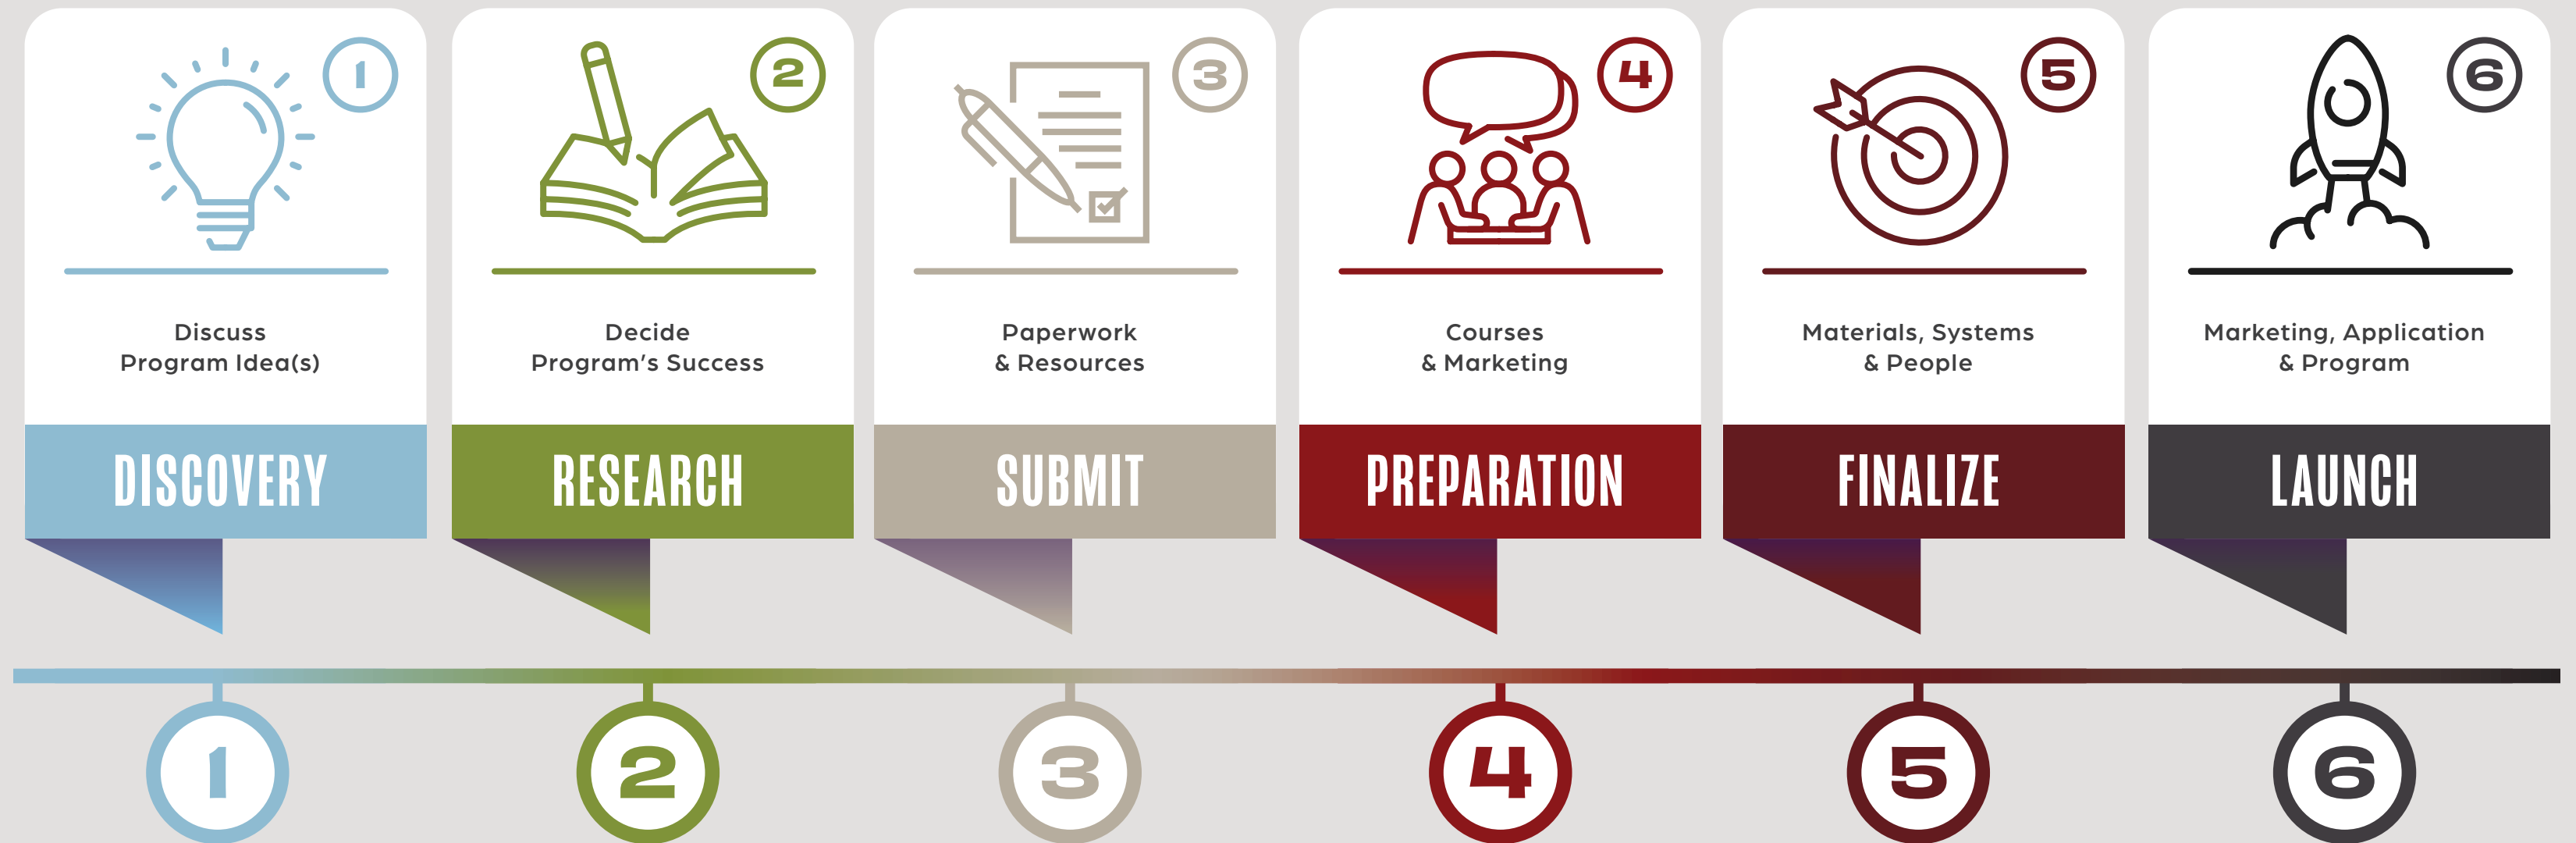 1
Discuss
Program Idea(s)
DISCOVERY
2
Decide
Program's Success
RESEARCH
3
Paperwork
& Resources
SUBMIT
4
Courses
& Marketing
PREPARATION
5
Materials, Systems
& People
FINALIZE
6
Marketing, Application
& Program
LAUNCH
1
2
3
4
5
6